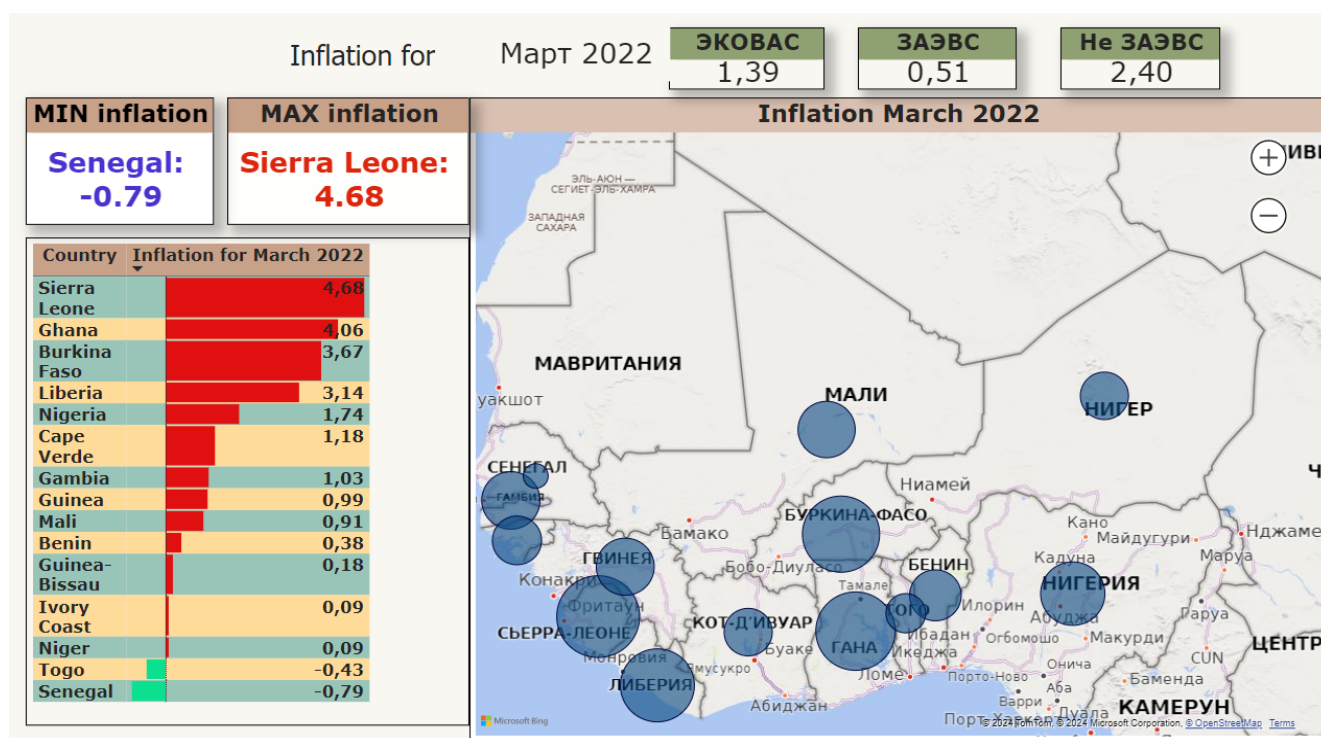 Inflation for
Март 2022
ЭКОВАС
1,39
ЗАЭВС
0,51
Не ЗАЭВС
2,40
MIN inflation
Senegal:
-0.79
MAX inflation
Sierra Leone:
4.68
Country Inflation for March 2022
Sierra
Leone
4,68
Ghana 4,06
Burkina
Faso
3,67
Liberia 3,14
Nigeria 1,74
Cape
Verde
1,18
Gambia 1,03
Guinea 0,99
Mali 0,91
Benin 0,38
Guinea-
Bissau
0,18
Ivory
Coast
0,09
Niger 0,09
Togo -0,43
Senegal -0,79
Inflation March 2022
ЭЛЬ-АЮН —
СЕГИЕТ-ЭЛЬ-ХАМРА
ЗАПАДНАЯ
САХАРА
МАВРИТАНИЯ
МАЛИ
НИГЕР
СЕНЕГАЛ
ГАМБИЯ
Ниамей
БУРКИНА-ФАСО
Бамако
Кано
Майдугури
Нджаме
Маруа
ГВИНЕЯ
Бобо-Диуласо
БЕНИН
Кадуна
Конакри
Тамале
НИГЕРИЯ
Фритаун
ТОГО
Илорин
Абуджа
Гаруа
СЬЕРРА-ЛЕОНЕ
КОТ-Д'ИВУАР
Буаке
ГАНА
Ибадан
Икеджа
Огбомошо
Макурди
ЦЕНТР
Монровия
Ямусукро
Ломе
Порто-Ново
Онича
CUN
ЛИБЕРИЯ
Абиджан
Аба
Варри
Баменда
Дуала
КАМЕРУН
Microsoft Bing
© 2024 TomTom, © 2024 Microsoft Corporation, © OpenStreetMap Terms